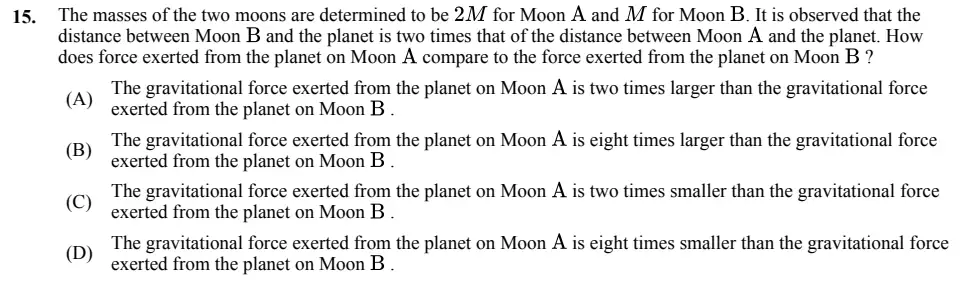 15. The masses of the two moons are determined to be 2M for Moon A and M for Moon B. It is observed that the
distance between Moon B and the planet is two times that of the distance between Moon A and the planet. How
does force exerted from the planet on Moon A compare to the force exerted from the planet on Moon B ?
(A) The gravitational force exerted from the planet on Moon A is two times larger than the gravitational force
exerted from the planet on Moon B .
(B) The gravitational force exerted from the planet on Moon A is eight times larger than the gravitational force
exerted from the planet on Moon B .
(C) The gravitational force exerted from the planet on Moon A is two times smaller than the gravitational force
exerted from the planet on Moon B .
(D) The gravitational force exerted from the planet on Moon A is eight times smaller than the gravitational force
exerted from the planet on Moon B .